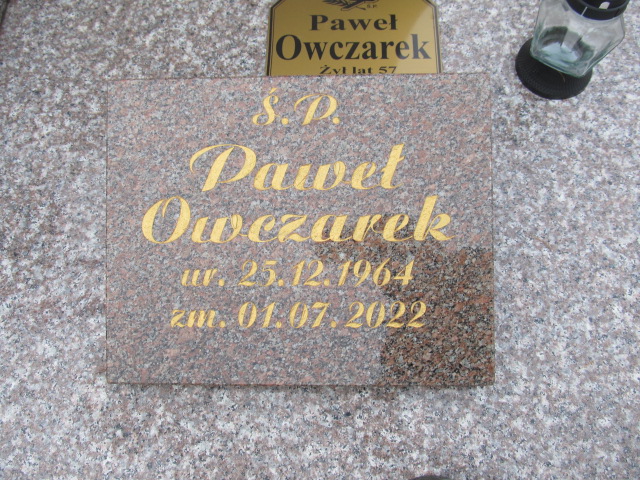 Ś.P.
Paweł
Owczarek
Żył lat 57
Ś.P.
Paweł
Owczarek
ur. 25.12.1964
zm. 01.07.2022